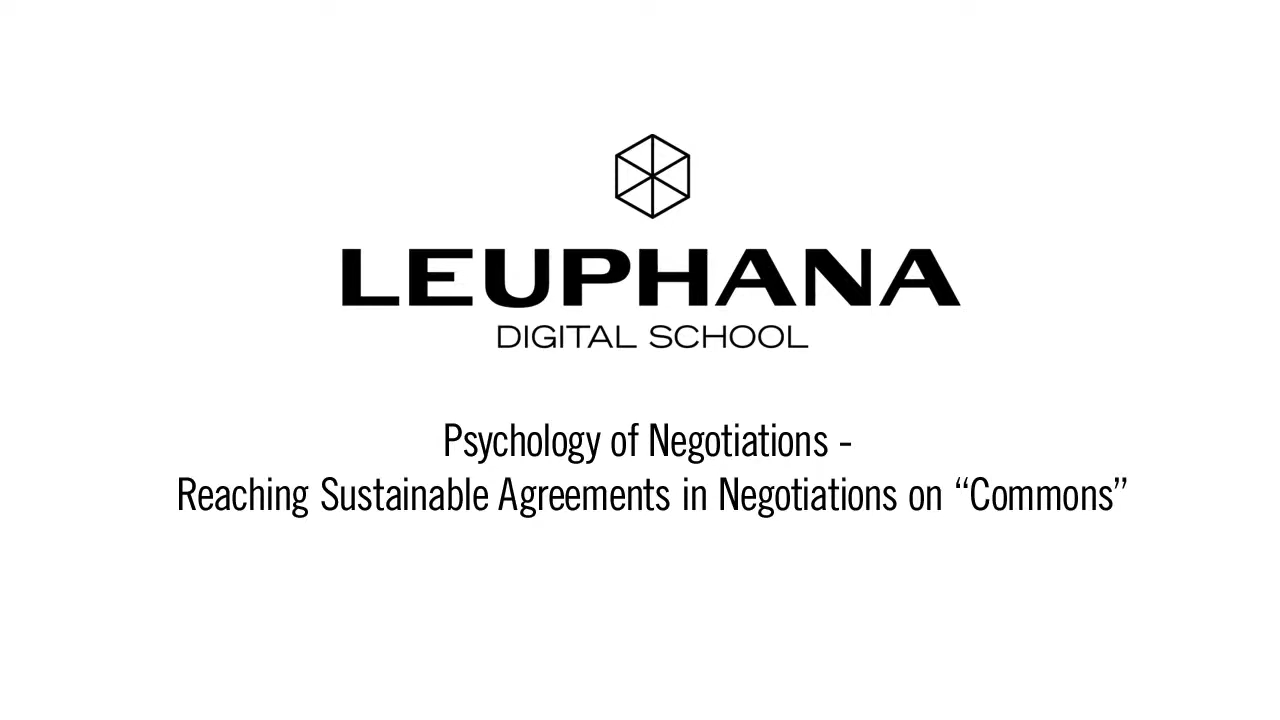 LEUPHANA
DIGITAL SCHOOL
Psychology of Negotiations -
Reaching Sustainable Agreements in Negotiations on “Commons”